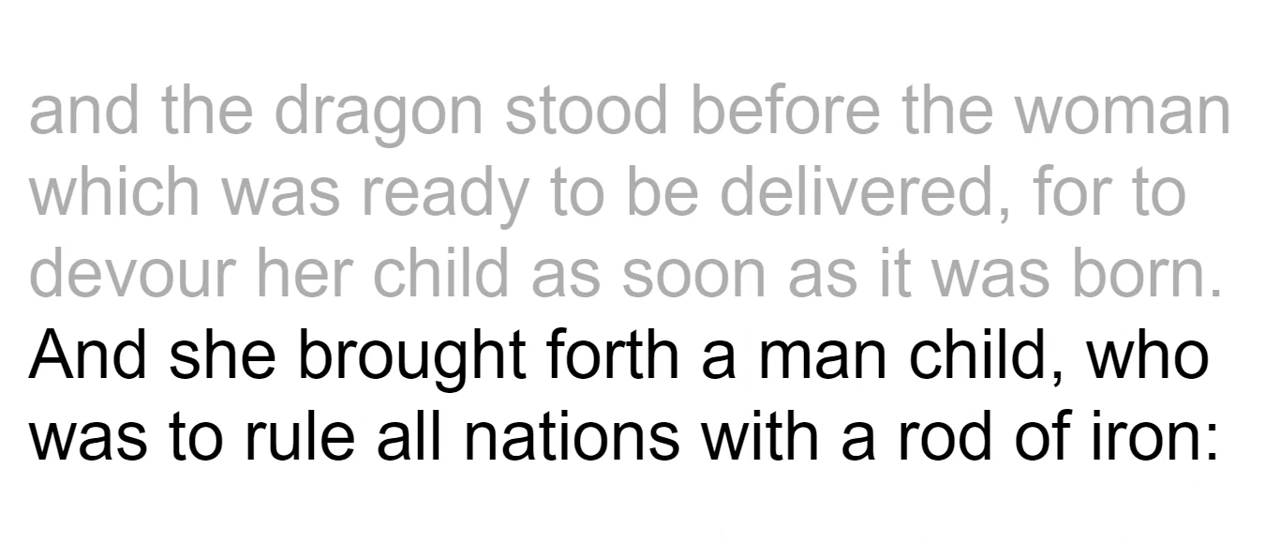 and the dragon stood before the woman
which was ready to be delivered, for to
devour her child as soon as it was born.
And she brought forth a man child, who
was to rule all nations with a rod of iron: